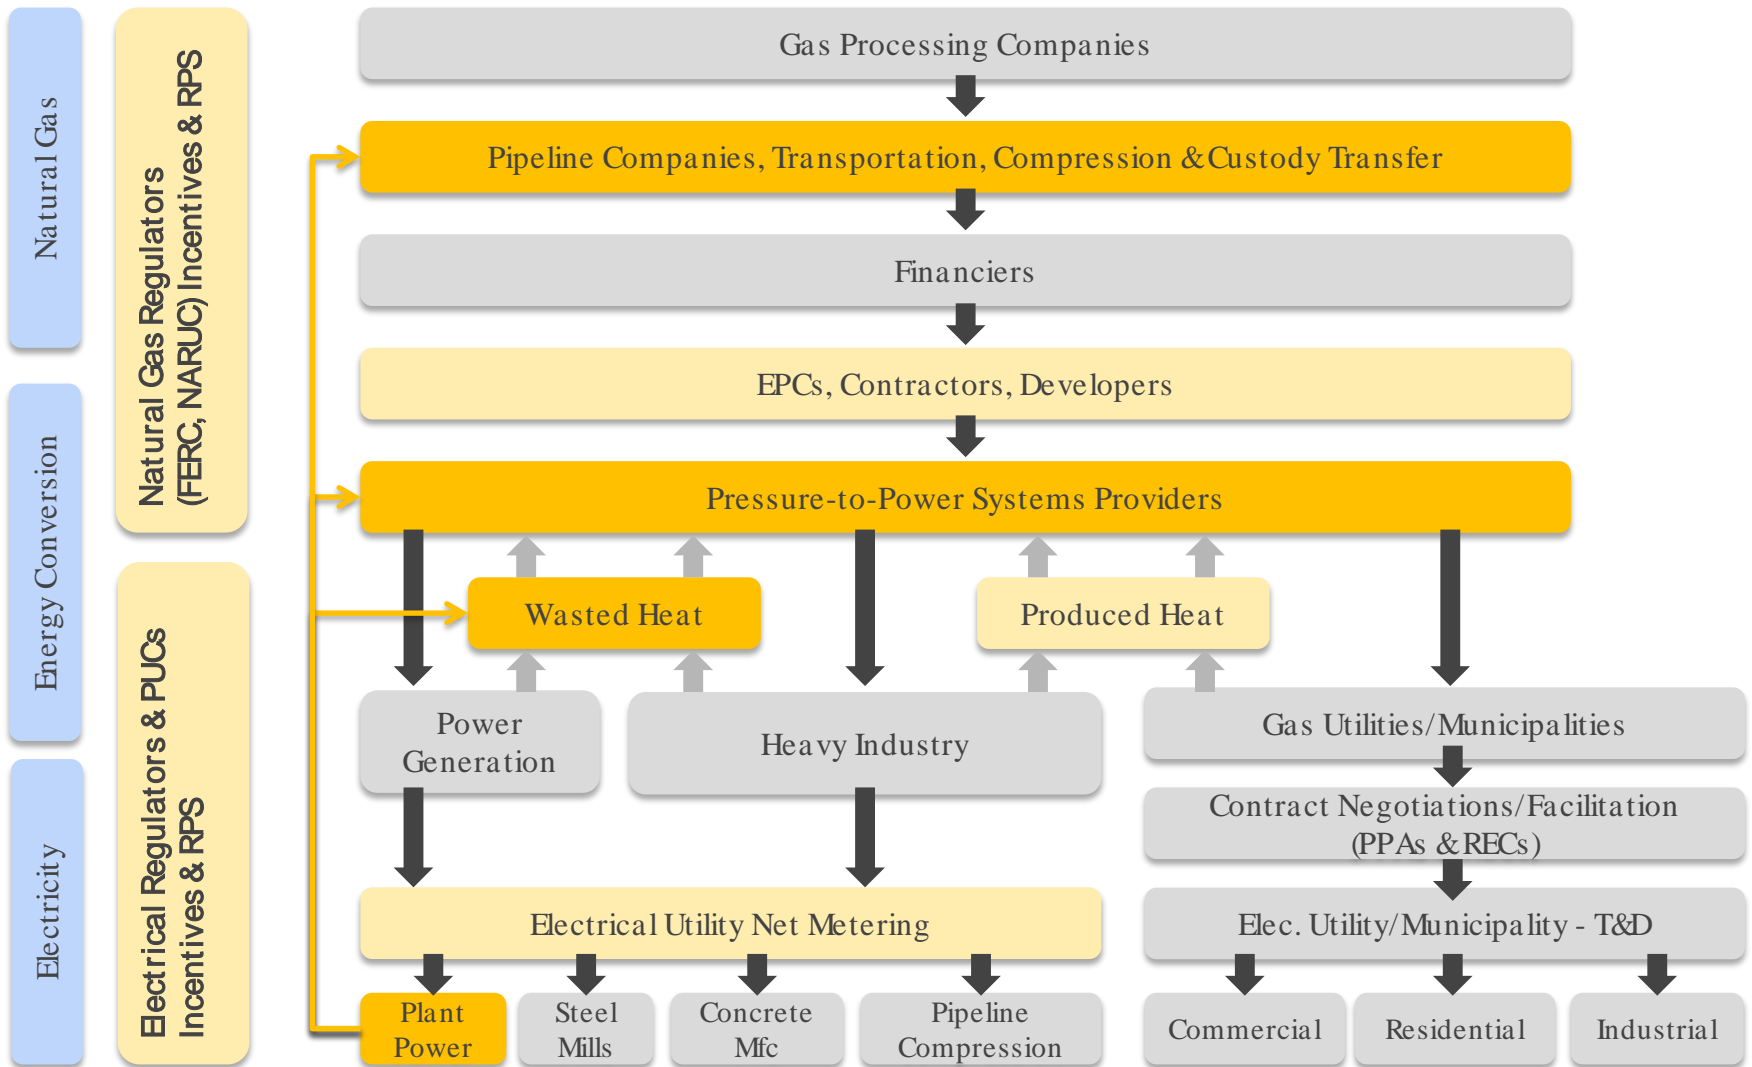 Natural Gas
Energy Conversion
Electricity
Natural Gas Regulators
(FERC, NARUC) Incentives & RPS
Electrical Regulators & PUCs
Incentives & RPS
Gas Processing Companies
Pipeline Companies, Transportation, Compression & Custody Transfer
Financiers
EPCs, Contractors, Developers
Pressure-to-Power Systems Providers
Wasted Heat
Produced Heat
Power
Generation
Heavy Industry
Gas Utilities/Municipalities
Contract Negotiations/Facilitation
(PPAs & RECs)
Electrical Utility Net Metering
Elec. Utility/Municipality - T&D
Plant
Power
Steel
Mills
Concrete
Mfc
Pipeline
Compression
Commercial
Residential
Industrial